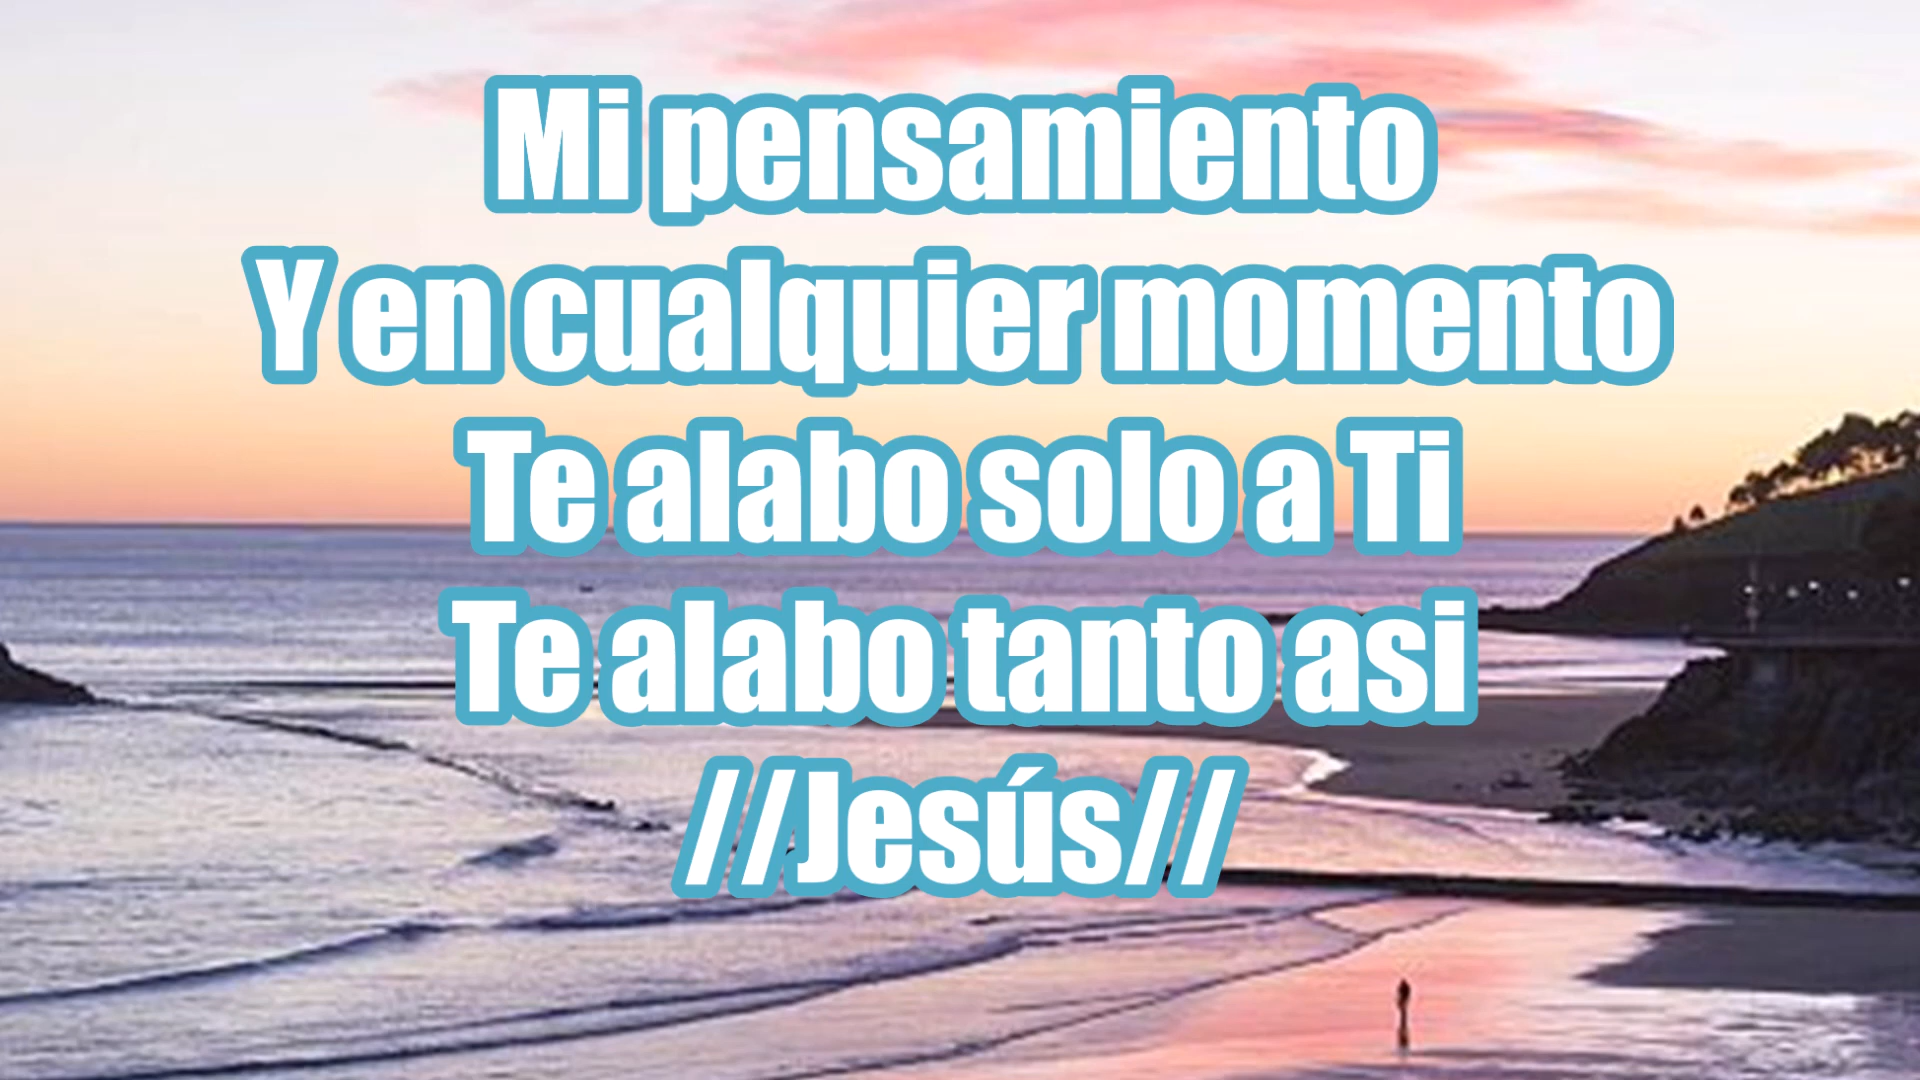 Mi pensamiento
Y en cualquier momento
Te alabo solo a Ti
Te alabo tanto asi
//Jesús//